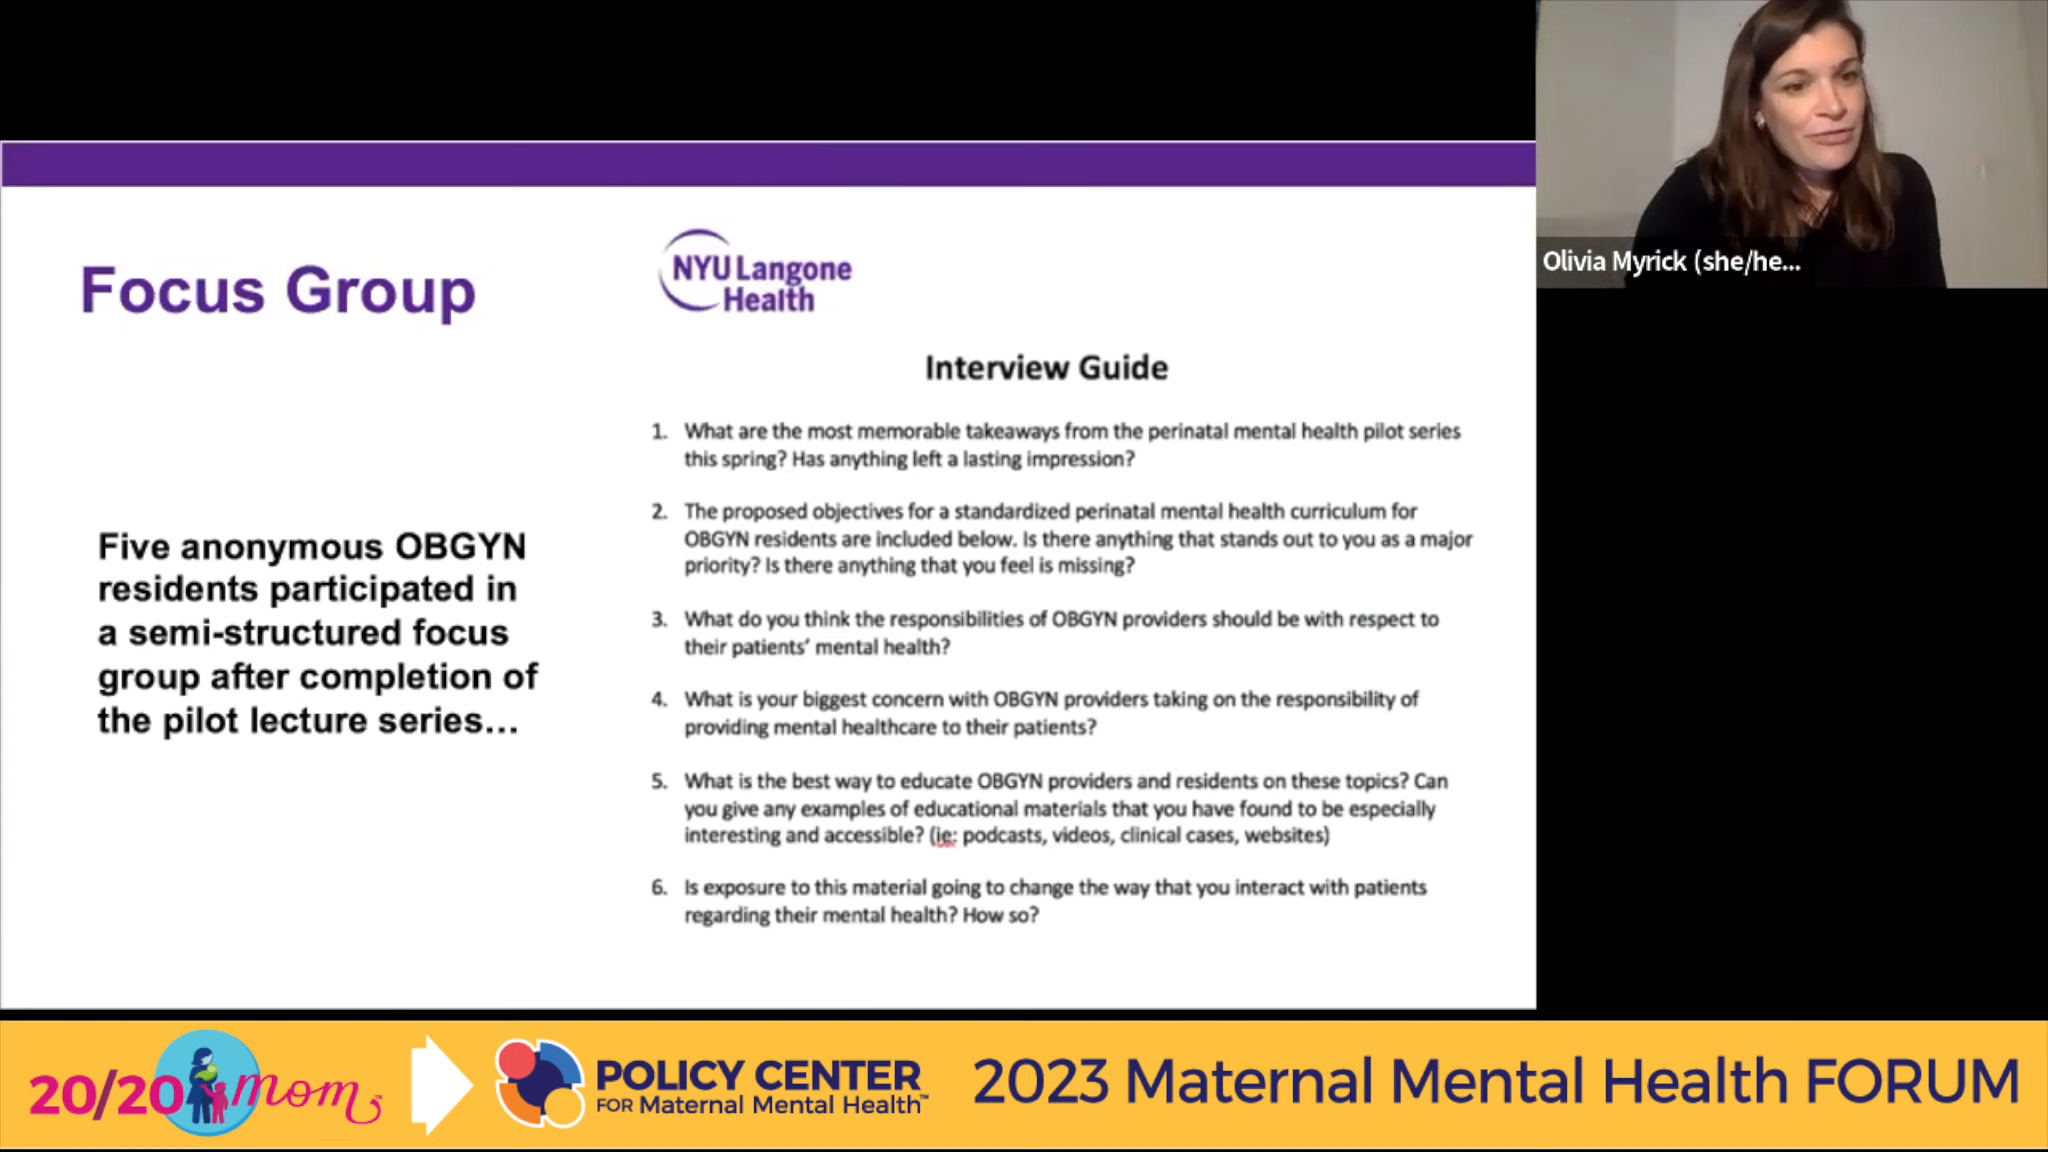 Focus Group
NYU Langone
Health
Five anonymous OBGYN
residents participated in
a semi-structured focus
group after completion of
the pilot lecture series...
Interview Guide
1. What are the most memorable takeaways from the perinatal mental health pilot series
this spring? Has anything left a lasting impression?
2. The proposed objectives for a standardized perinatal mental health curriculum for
OBGYN residents are included below. Is there anything that stands out to you as a major
priority? Is there anything that you feel is missing?
3. What do you think the responsibilities of OBGYN providers should be with respect to
their patients' mental health?
4. What is your biggest concern with OBGYN providers taking on the responsibility of
providing mental healthcare to their patients?
5. What is the best way to educate OBGYN providers and residents on these topics? Can
you give any examples of educational materials that you have found to be especially
interesting and accessible? (ie: podcasts, videos, clinical cases, websites)
6. Is exposure to this material going to change the way that you interact with patients
regarding their mental health? How so?
Olivia Myrick (she/he...
20/20 mom™
POLICY CENTER
FOR Maternal Mental Health™
2023 Maternal Mental Health FORUM